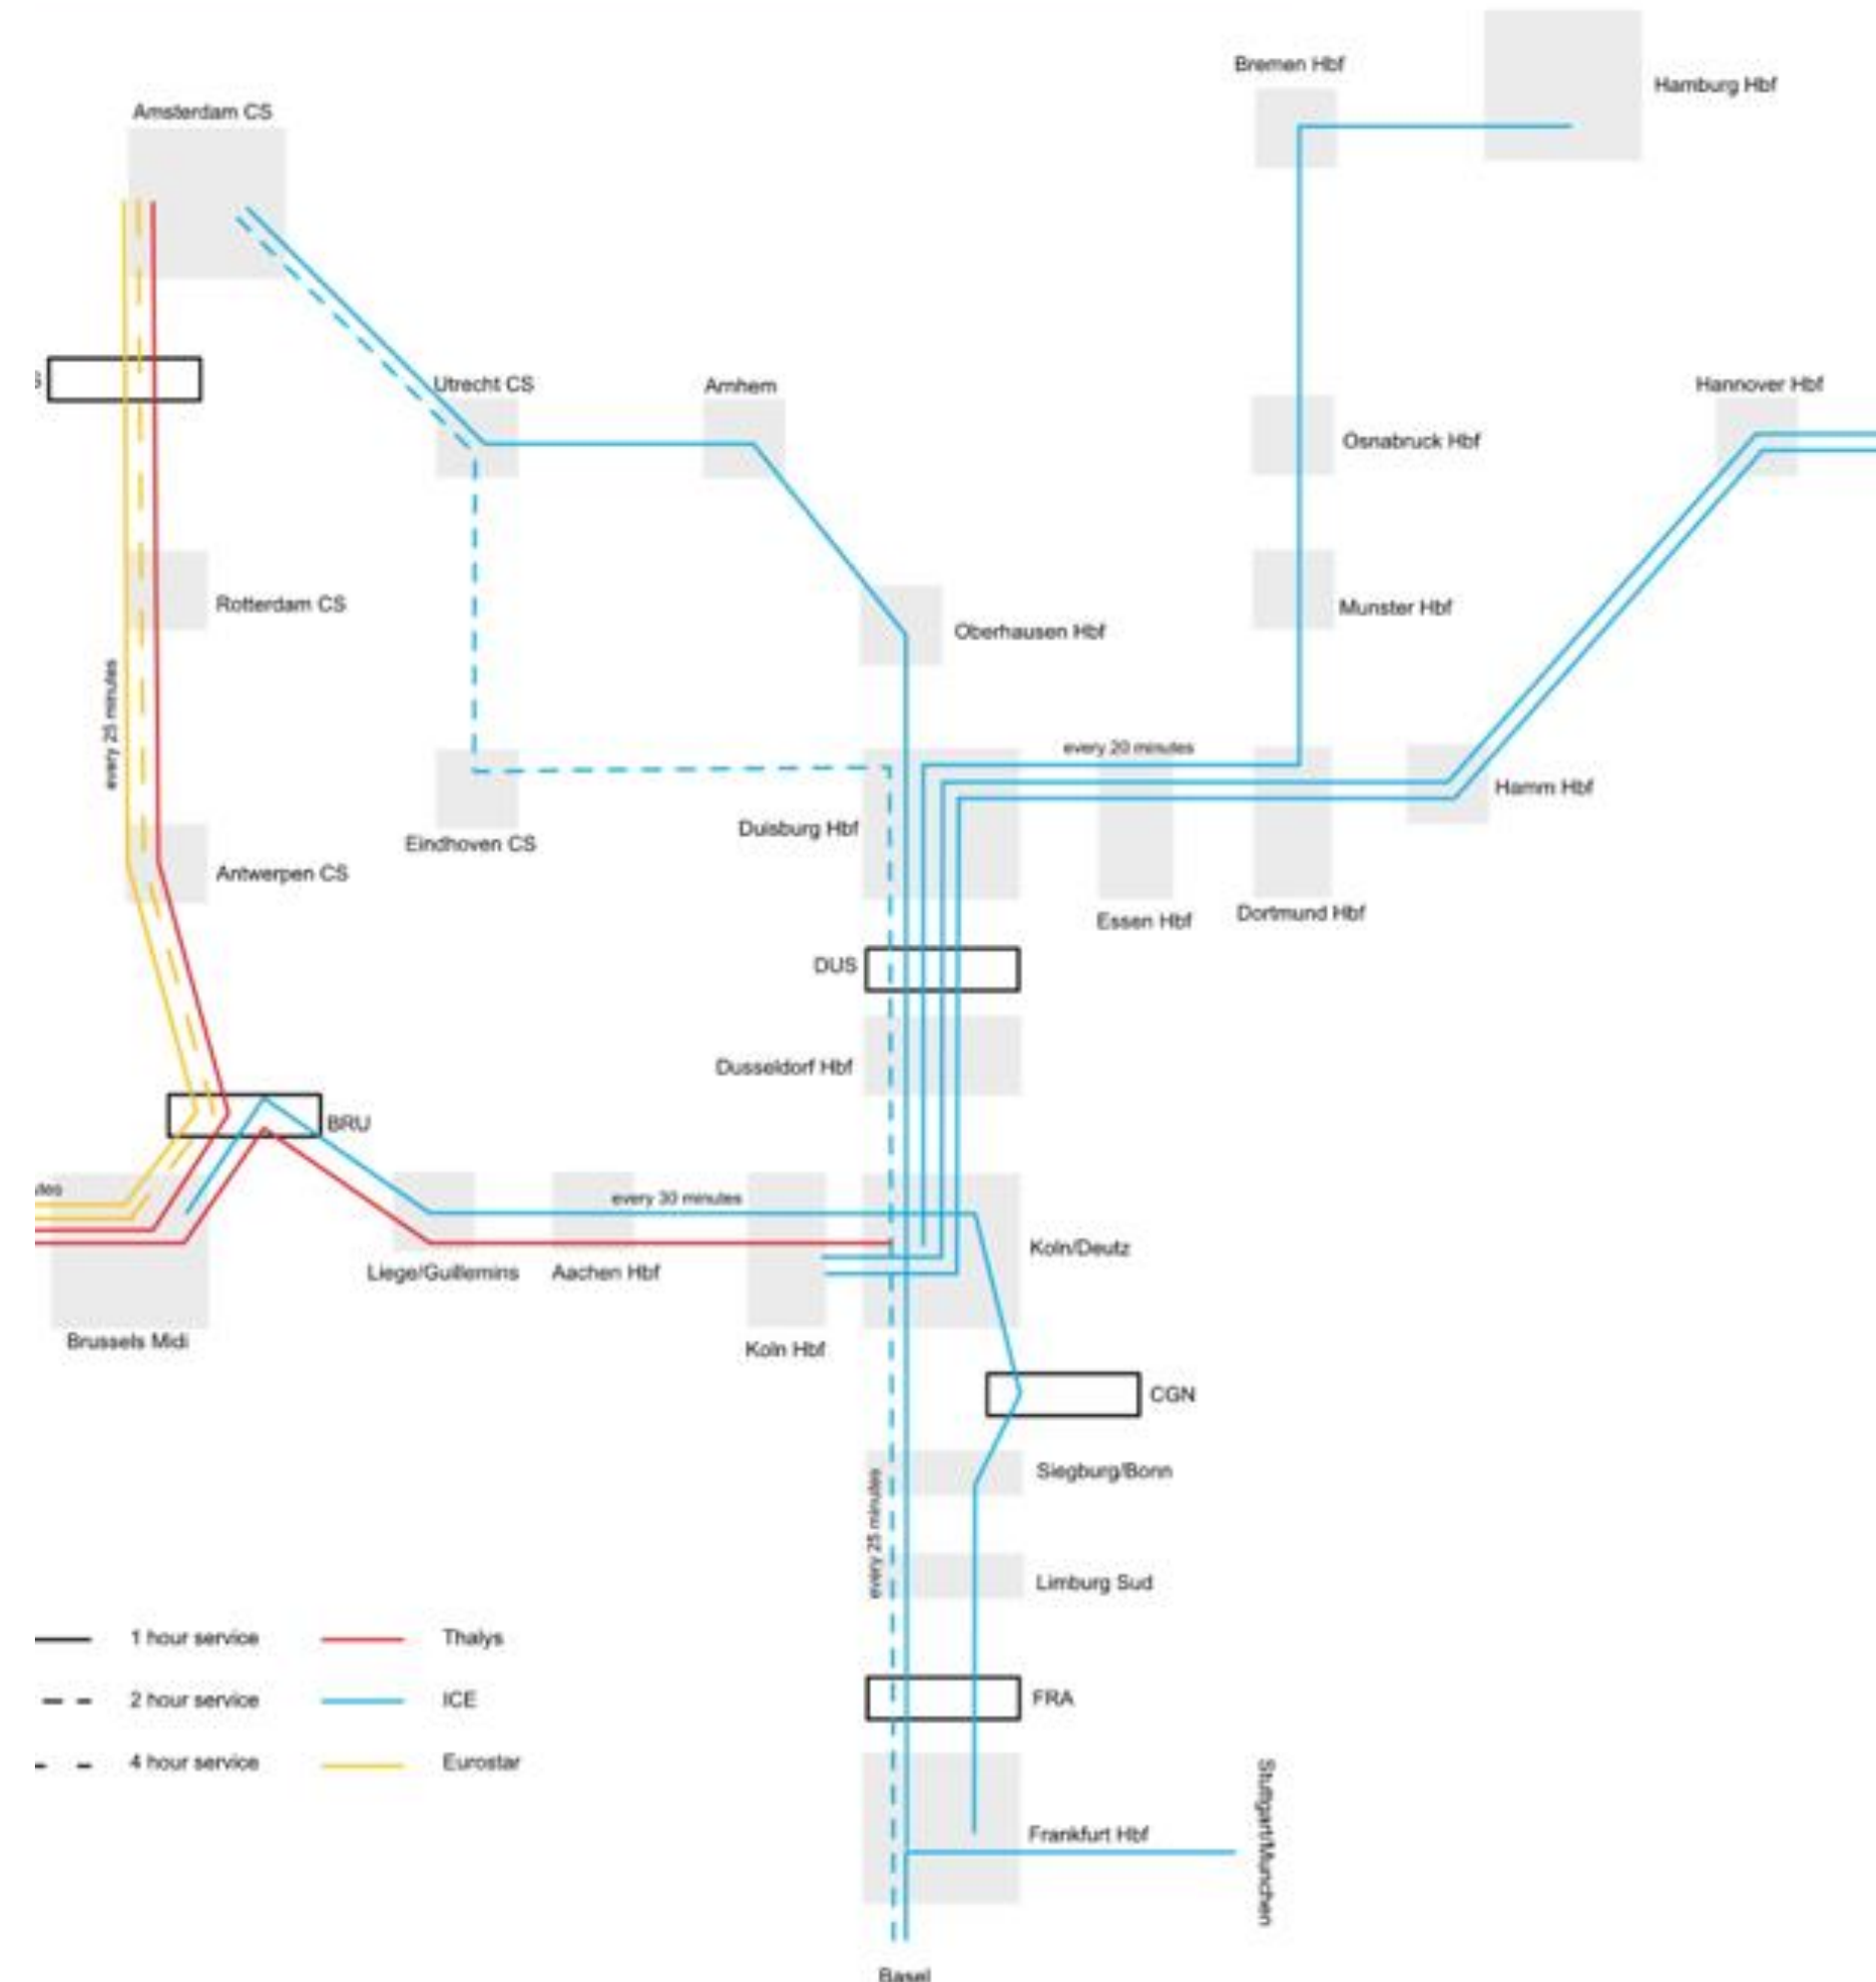 Bremen Hbf
Hamburg Hbf
Amsterdam CS
Utrecht CS
Arnhem
Hannover Hbf
Osnabruck Hbf
Rotterdam CS
Munster Hbf
Oberhausen Hbf
every 25 minutes
every 20 minutes
Hamm Hbf
Duisburg Hbf
Eindhoven CS
Antwerpen CS
Essen Hbf
Dortmund Hbf
DUS
Dusseldorf Hbf
BRU
every 30 minutes
Koln/Deutz
Liege/Guillemins
Aachen Hbf
Brussels Midi
Koln Hbf
CGN
Siegburg/Bonn
every 25 minutes
Limburg Sud
1 hour service
Thalys
2 hour service
ICE
FRA
4 hour service
Eurostar
Stuttgart/Munchen
Frankfurt Hbf
Basel